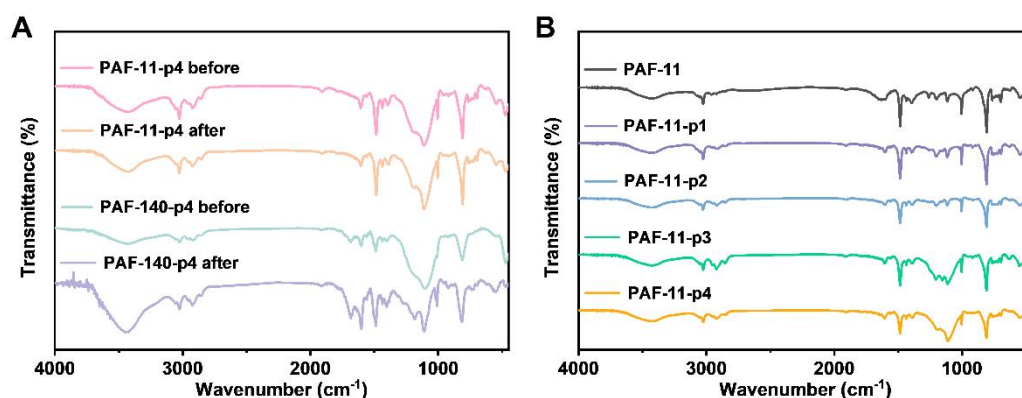 A
PAF-11-p4 before
PAF-11-p4 after
PAF-140-p4 before
PAF-140-p4 after
Transmittance (%)
4000 3000 2000 1000
Wavenumber (cm⁻¹)
B
PAF-11
PAF-11-p1
PAF-11-p2
PAF-11-p3
PAF-11-p4
Transmittance (%)
4000 3000 2000 1000
Wavenumber (cm⁻¹)